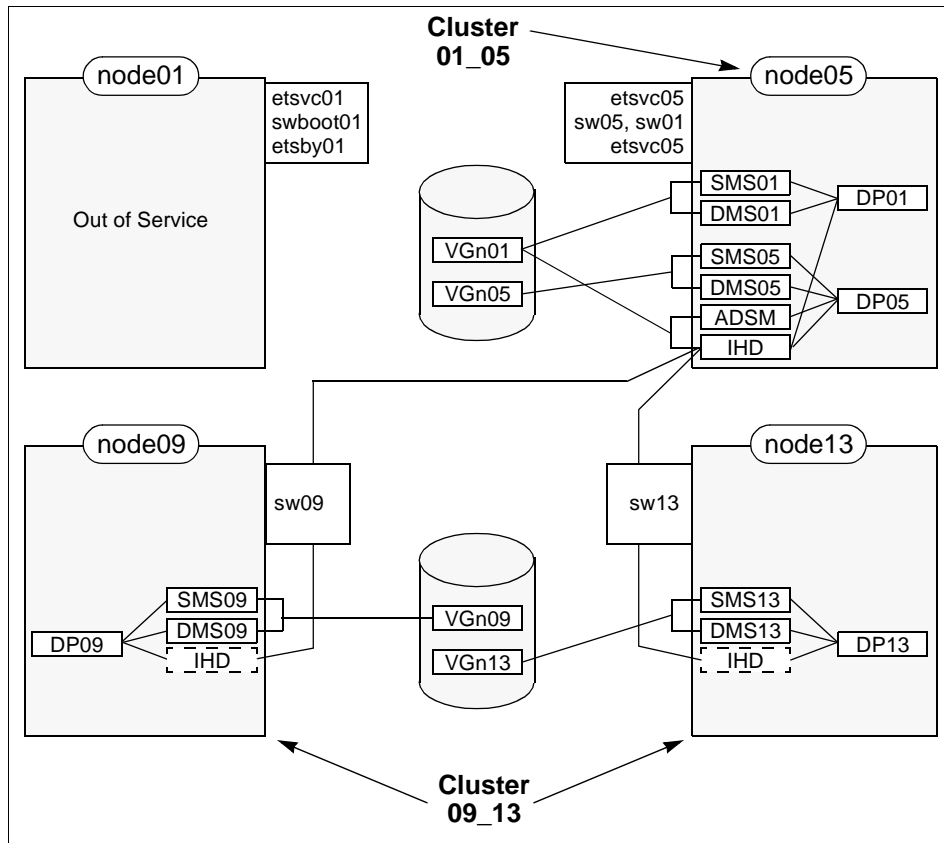 Cluster
01_05
node01
node05
etsvc01
swboot01
etsby01
etsvc05
sw05, sw01
etsvc05
Out of Service
SMS01
DMS01
DP01
VGn01
VGn05
SMS05
DMS05
DP05
ADSM
IHD
node09
node13
sw09
sw13
SMS09
DMS09
IHD
DP09
VGn09
VGn13
SMS13
DMS13
IHD
DP13
Cluster
09_13